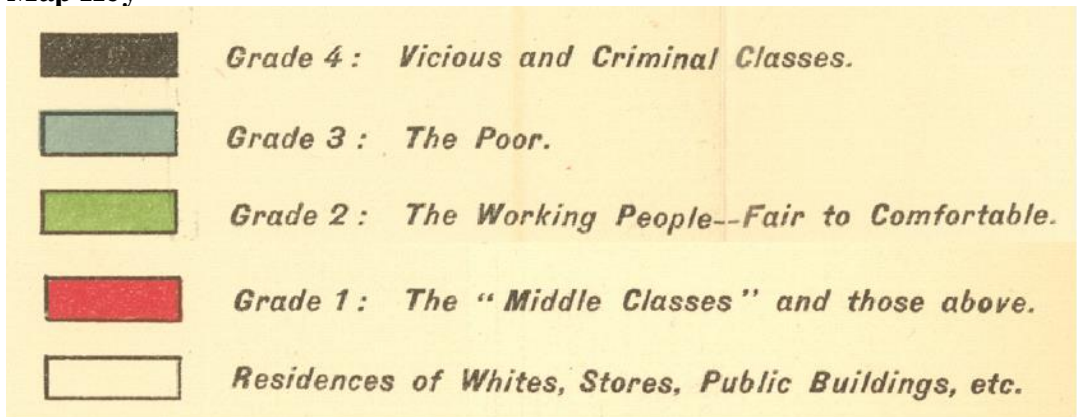 Grade 4 : Vicious and Criminal Classes.
Grade 3 : The Poor.
Grade 2 : The Working People--Fair to Comfortable.
Grade 1 : The “ Middle Classes ” and those above.
Residences of Whites, Stores, Public Buildings, etc.